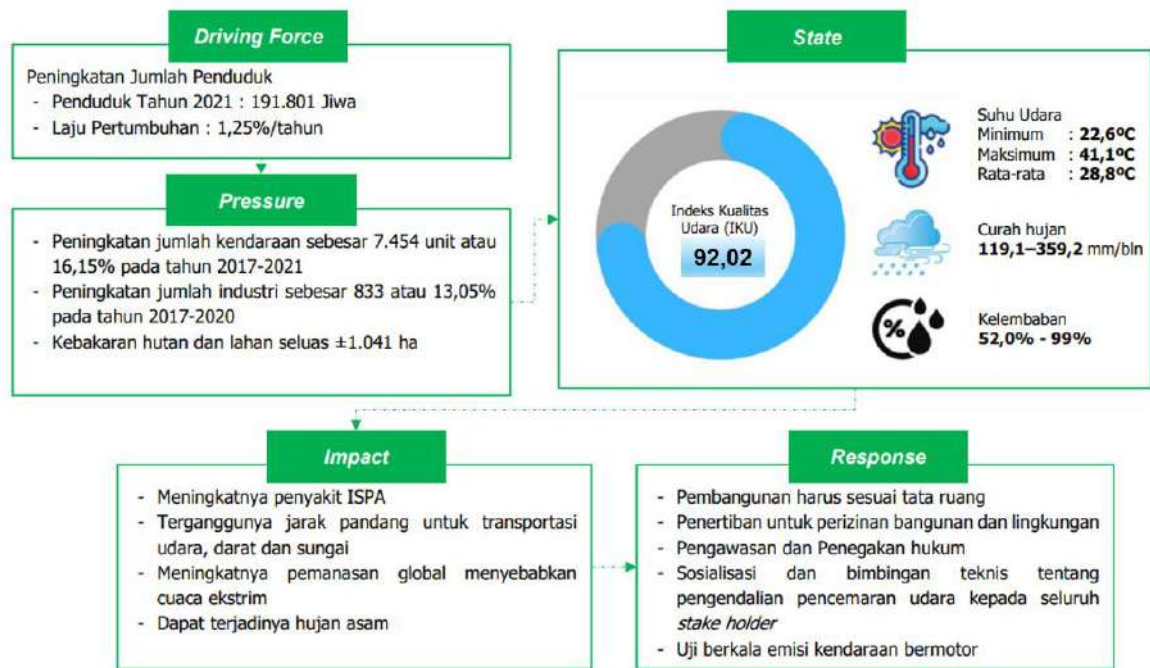 Driving Force
Peningkatan Jumlah Penduduk
- Penduduk Tahun 2021 : 191.801 Jiwa
- Laju Pertumbuhan : 1,25%/tahun
Pressure
- Peningkatan jumlah kendaraan sebesar 7.454 unit atau
16,15% pada tahun 2017-2021
- Peningkatan jumlah industri sebesar 833 atau 13,05%
pada tahun 2017-2020
- Kebakaran hutan dan lahan seluas ±1.041 ha
State
Indeks Kualitas
Udara (IKU)
92,02
Suhu Udara
Minimum : 22,6ºC
Maksimum : 41,1ºC
Rata-rata : 28,8ºC
Curah hujan
119,1–359,2 mm/bln
%
Kelembaban
52,0% - 99%
Impact
- Meningkatnya penyakit ISPA
- Terganggunya jarak pandang untuk transportasi
udara, darat dan sungai
- Meningkatnya pemanasan global menyebabkan
cuaca ekstrim
- Dapat terjadinya hujan asam
Response
- Pembangunan harus sesuai tata ruang
- Penertiban untuk perizinan bangunan dan lingkungan
- Pengawasan dan Penegakan hukum
- Sosialisasi dan bimbingan teknis tentang
pengendalian pencemaran udara kepada seluruh
stake holder
- Uji berkala emisi kendaraan bermotor